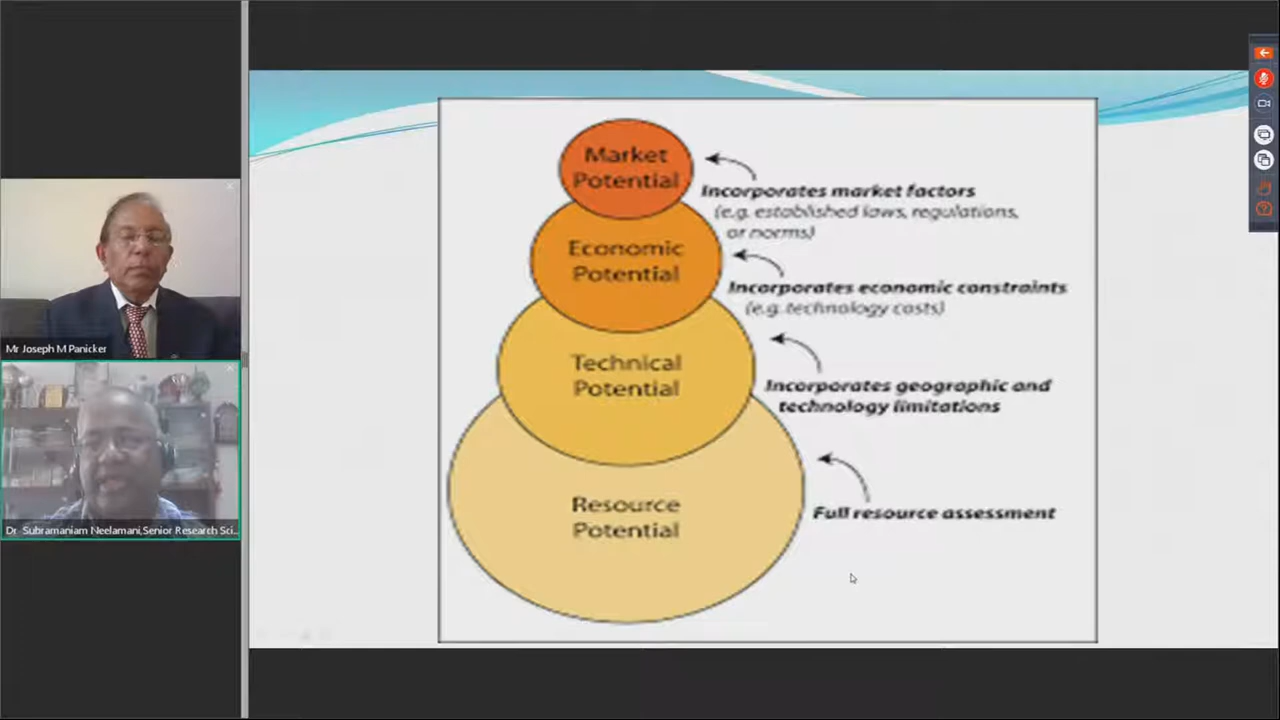 Market
Potential
Incorporates market factors
(e.g. established laws, regulations,
or norms)
Economic
Potential
Incorporates economic constraints
(e.g. technology costs)
Technical
Potential
Incorporates geographic and
technology limitations
Resource
Potential
Full resource assessment
Mr Joseph M Panicker
Dr Subramaniam Neelamani,Senior Research Sci...